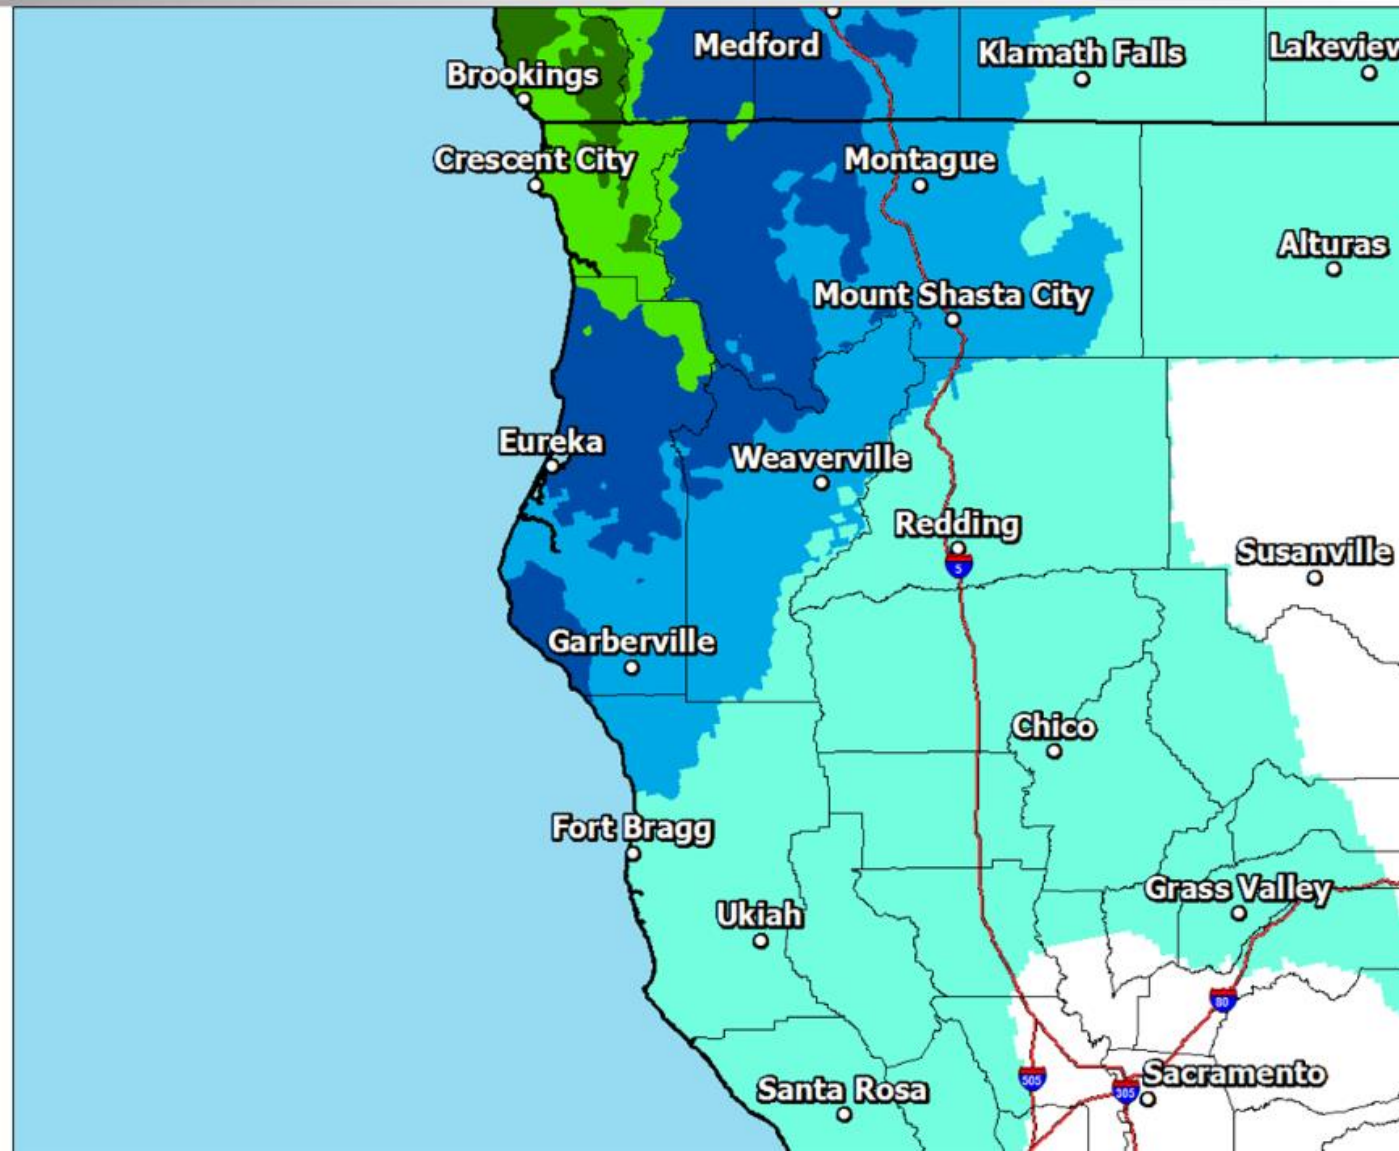 Medford
Klamath Falls
Lakeview
Brookings
Crescent City
Montague
Alturas
Mount Shasta City
Eureka
Weaverville
Redding
5
Susanville
Garberville
Chico
Fort Bragg
Grass Valley
Ukiah
80
505
305
Sacramento
Santa Rosa